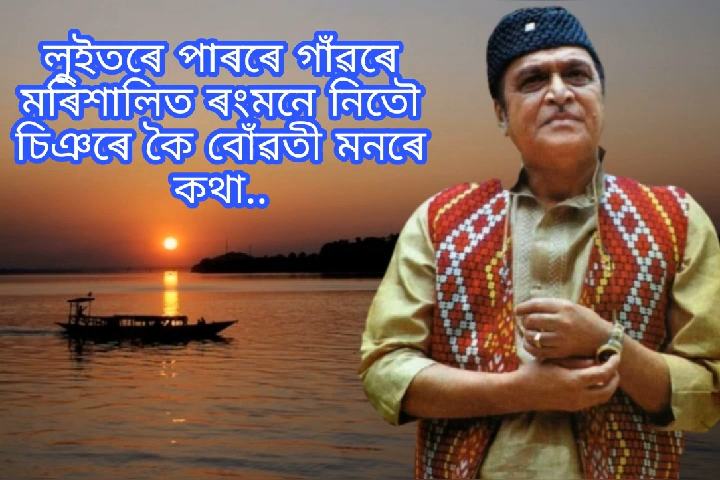 লুইতৰে পাৰৰে গাঁৱৰে
মৰিশালিত ৰংমনে নিতৌ
চিঞৰে কৈ বোঁৱতী মনৰে
কথা..